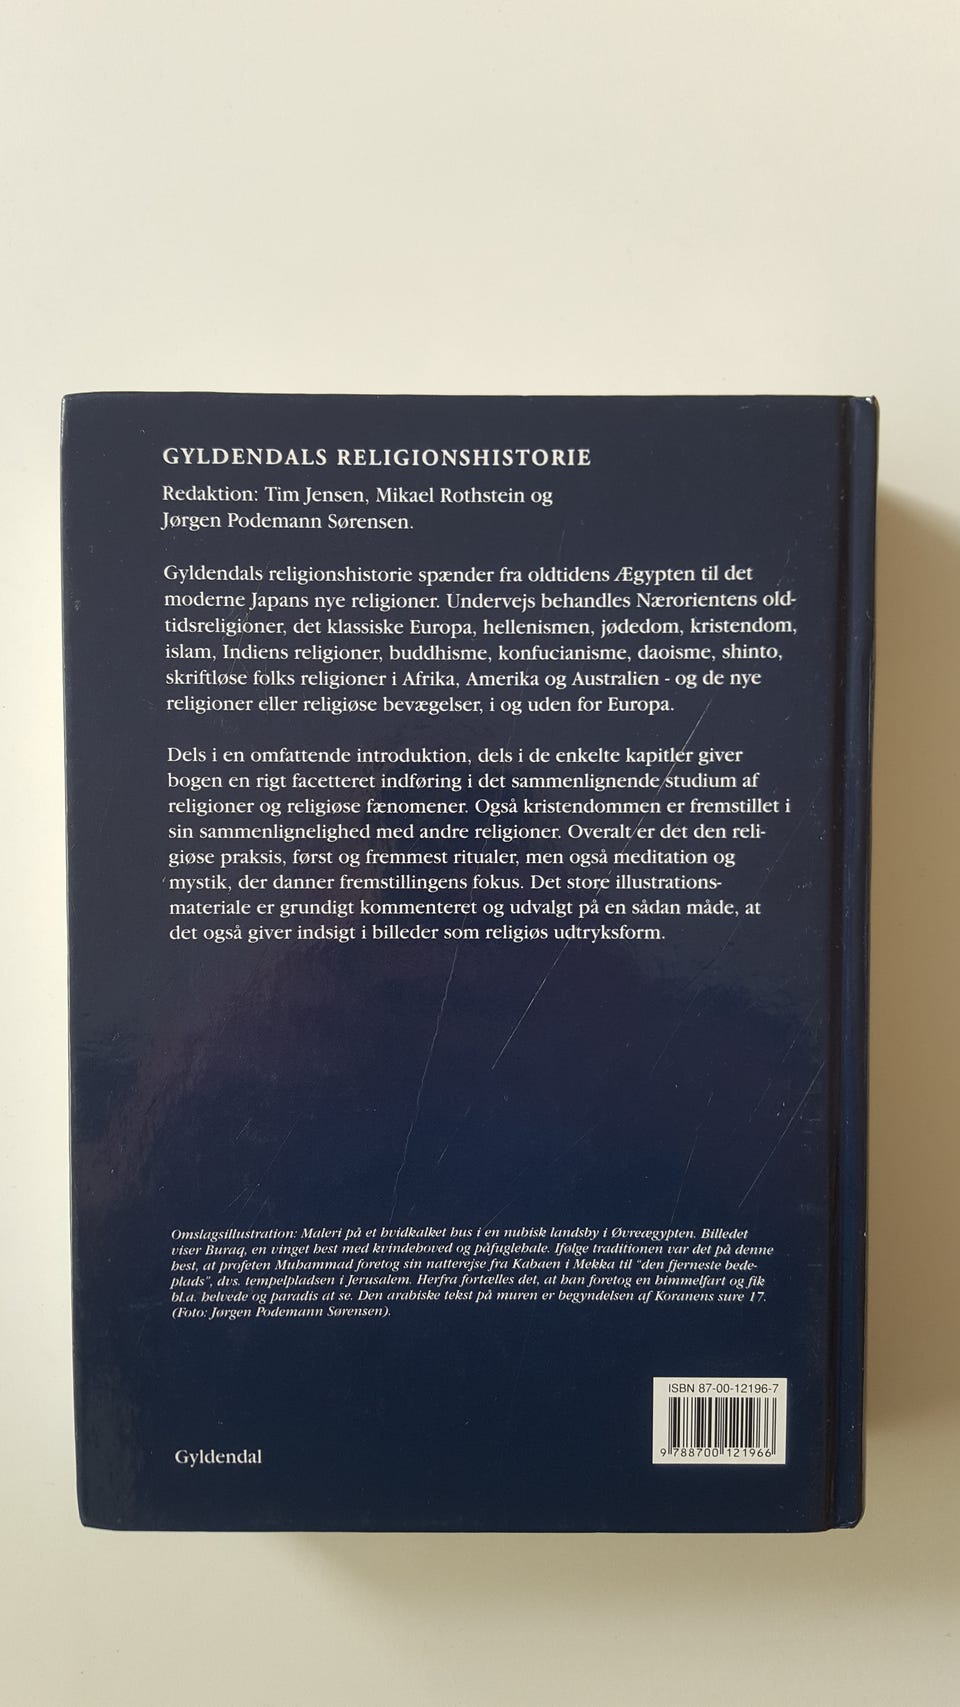 GYLDENDALS RELIGIONSHISTORIE
Redaktion: Tim Jensen, Mikael Rothstein og
Jørgen Podemann Sørensen.
Gyldendals religionshistorie spænder fra oldtidens Ægypten til det
moderne Japans nye religioner. Undervejs behandles Nærorientens old-
tidsreligioner, det klassiske Europa, hellenismen, jødedom, kristendom,
islam, Indiens religioner, buddhisme, konfucianisme, daoisme, shinto,
skriftløse folks religioner i Afrika, Amerika og Australien - og de nye
religioner eller religiøse bevægelser, i og uden for Europa.
Dels i en omfattende introduktion, dels i de enkelte kapitler giver
bogen en rigt facetteret indføring i det sammenlignende studium af
religioner og religiøse fænomener. Også kristendommen er fremstillet i
sin sammenlignelighed med andre religioner. Overalt er det den reli-
giøse praksis, først og fremmest ritualer, men også meditation og
mystik, der danner fremstillingens fokus. Det store illustrations-
materiale er grundigt kommenteret og udvalgt på en sådan måde, at
det også giver indsigt i billeder som religiøs udtryksform.
Omslagsillustration: Maleri på et hvidkalket hus i en nubisk landsby i Øvreægypten. Billedet
viser Buraq, en vinget hest med kvindehoved og påfuglehale. Ifølge traditionen var det på denne
hest, at profeten Muhammad foretog sin natterejse fra Kabaen i Mekka til "den fjerneste bede-
plads", dvs. tempelpladsen i Jerusalem. Herfra fortælles det, at han foretog en himmelfart og fik
bl.a. helvede og paradis at se. Den arabiske tekst på muren er begyndelsen af Koranens sure 17.
(Foto: Jørgen Podemann Sørensen).
ISBN 87-00-12196-7
9 788700 121966
Gyldendal